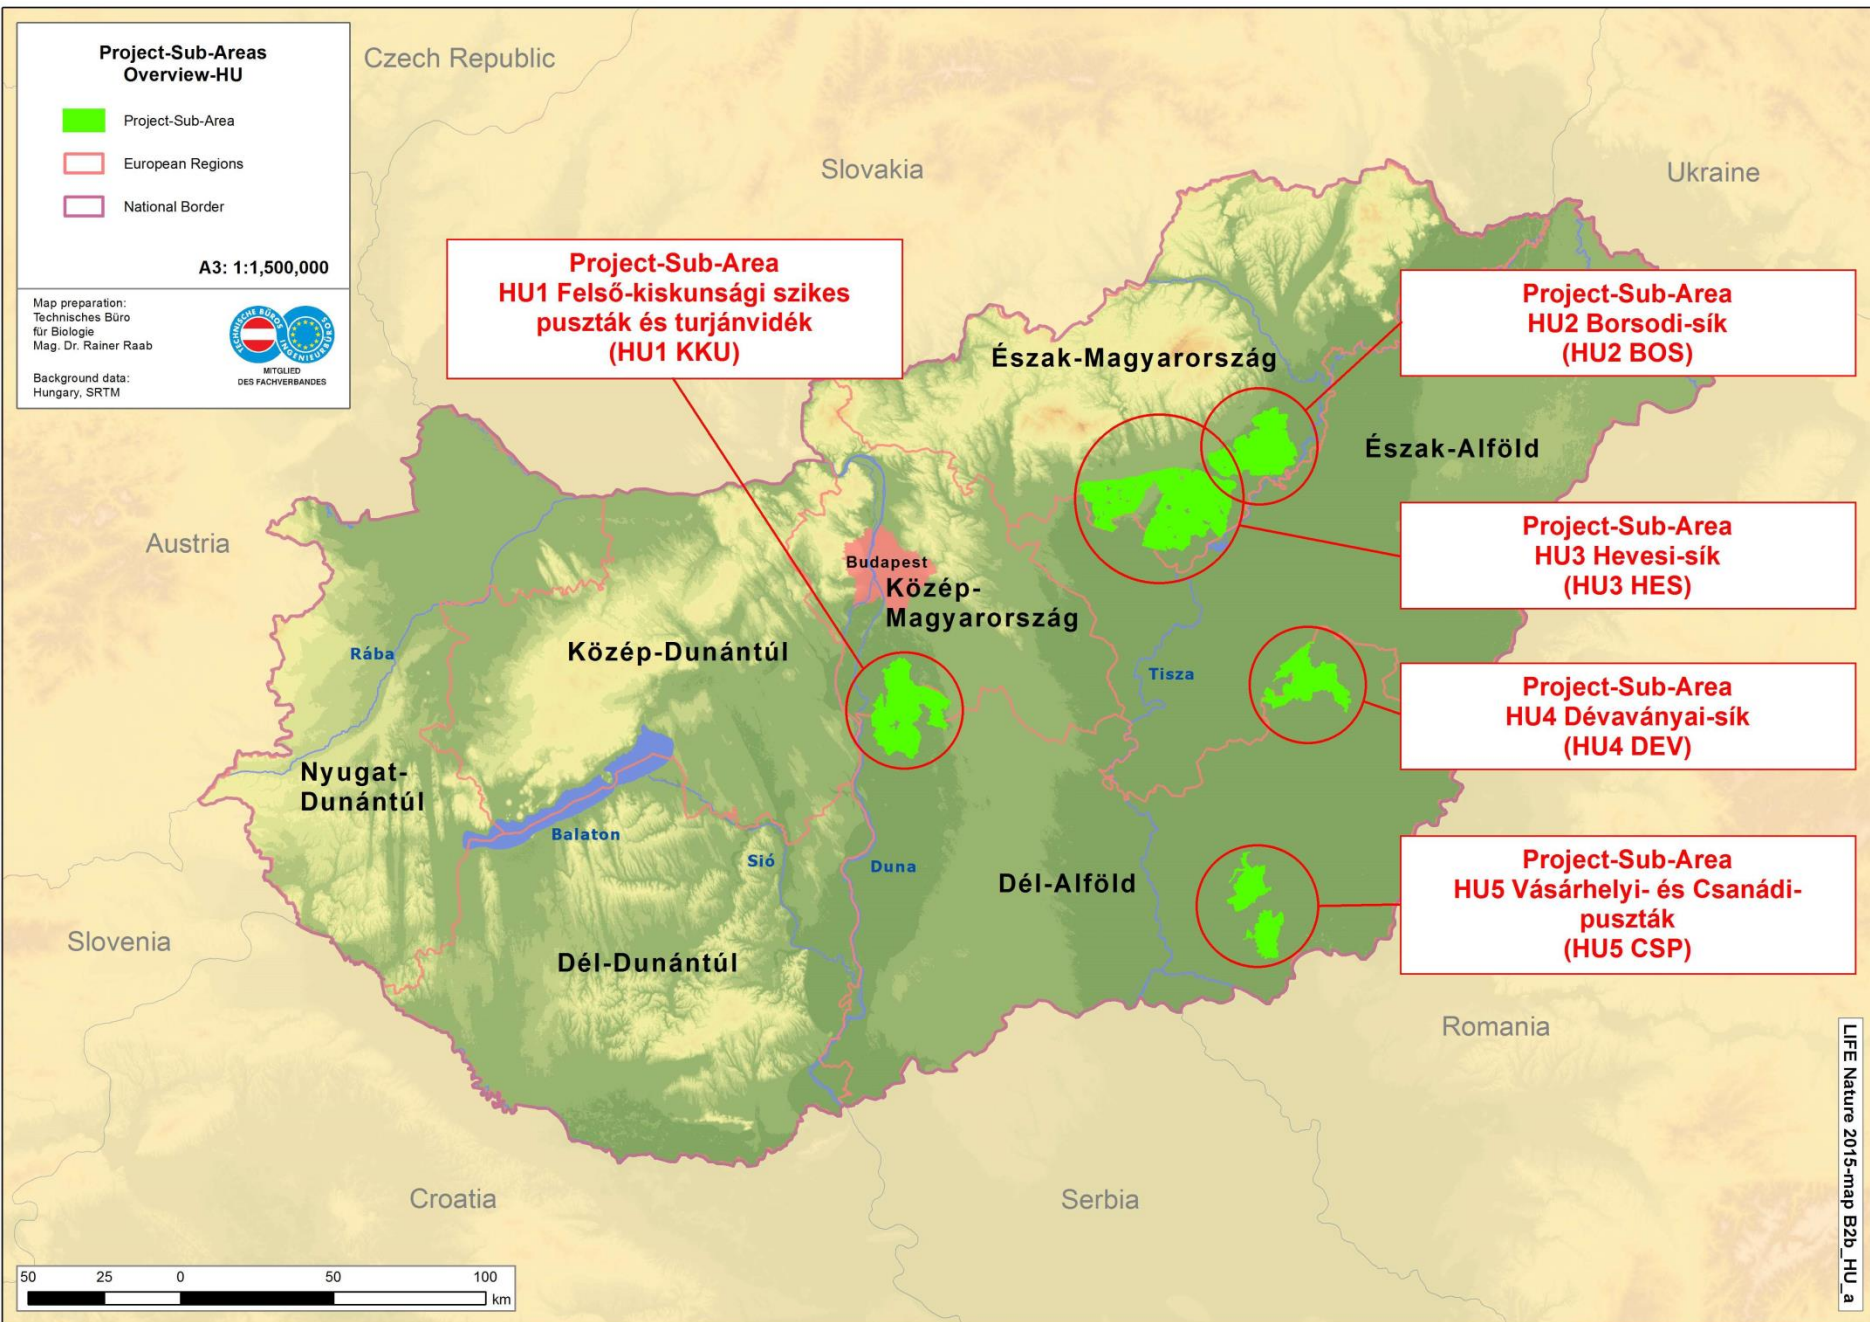 Project-Sub-Areas
Overview-HU
Project-Sub-Area
European Regions
National Border
A3: 1:1,500,000
Map preparation:
Technisches Büro
für Biologie
Mag. Dr. Rainer Raab
Background data:
Hungary, SRTM
TECHNISCHE BÜROS
INGENIEURBÜROS
MITGLIED
DES FACHVERBANDES
Czech Republic
Slovakia
Ukraine
Austria
Slovenia
Croatia
Serbia
Romania
Project-Sub-Area
HU1 Felső-kiskunsági szikes
puszták és turjánvidék
(HU1 KKU)
Project-Sub-Area
HU2 Borsodi-sík
(HU2 BOS)
Project-Sub-Area
HU3 Hevesi-sík
(HU3 HES)
Project-Sub-Area
HU4 Dévaványai-sík
(HU4 DEV)
Project-Sub-Area
HU5 Vásárhelyi- és Csanádi-
puszták
(HU5 CSP)
Észak-Magyarország
Észak-Alföld
Budapest
Közép-
Magyarország
Közép-Dunántúl
Rába
Tisza
Nyugat-
Dunántúl
Balaton
Sió
Duna
Dél-Alföld
Dél-Dunántúl
50 25 0 50 100
km
LIFE Nature 2015-map B2b_HU_a